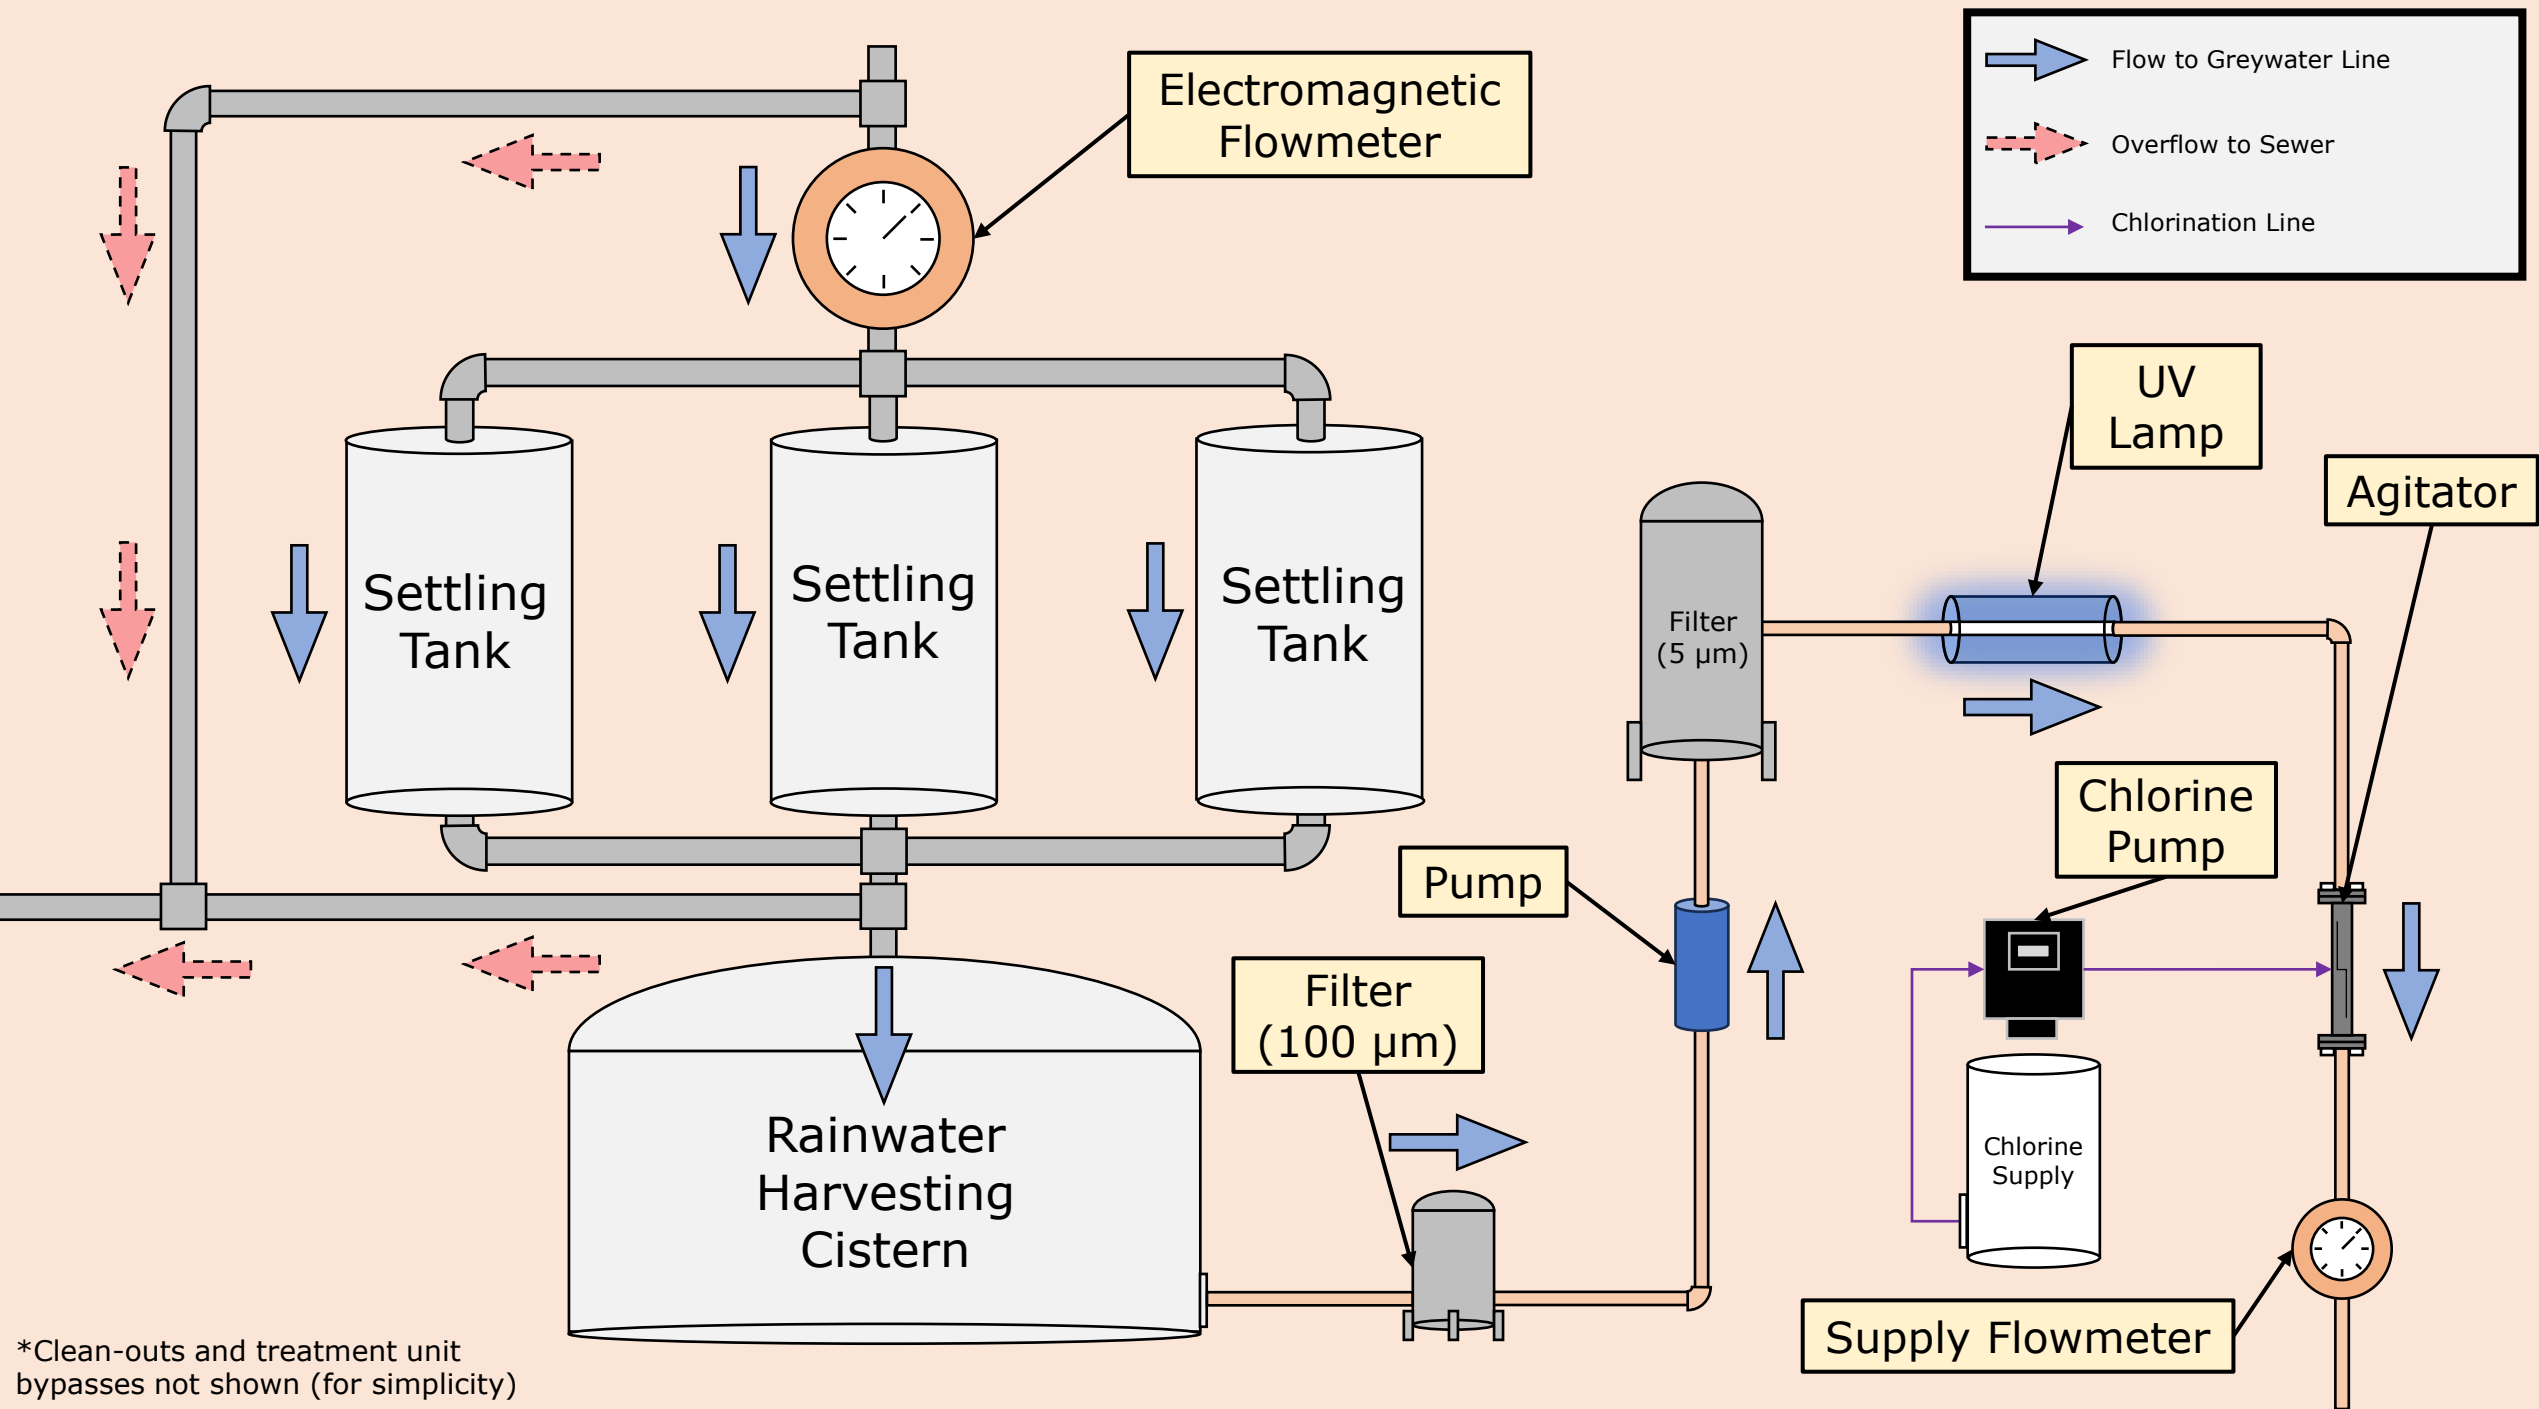 Electromagnetic
Flowmeter
Flow to Greywater Line
Overflow to Sewer
Chlorination Line
UV
Lamp
Agitator
Settling
Tank
Settling
Tank
Settling
Tank
Filter
(5 µm)
Chlorine
Pump
Pump
Filter
(100 µm)
Rainwater
Harvesting
Cistern
Chlorine
Supply
Supply Flowmeter
*Clean-outs and treatment unit
bypasses not shown (for simplicity)